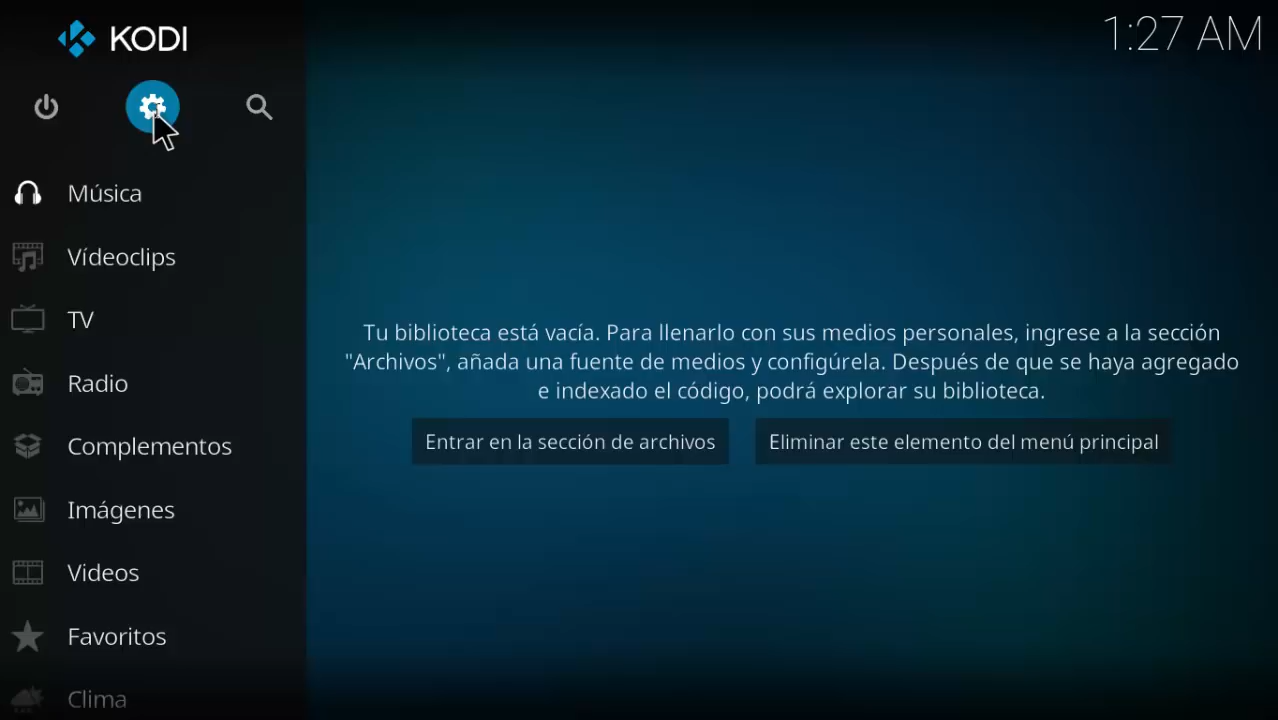 KODI
1:27 AM
Música
Vídeoclips
TV
Radio
Complementos
Imágenes
Videos
Favoritos
Clima
Tu biblioteca está vacía. Para llenarlo con sus medios personales, ingrese a la sección
"Archivos", añada una fuente de medios y configúrela. Después de que se haya agregado
e indexado el código, podrá explorar su biblioteca.
Entrar en la sección de archivos
Eliminar este elemento del menú principal